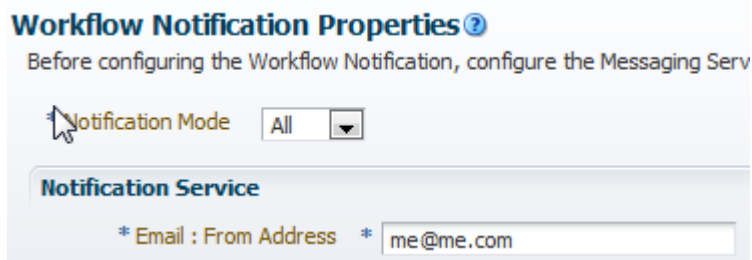 Workflow Notification Properties
Before configuring the Workflow Notification, configure the Messaging Serv
* Notification Mode All
Notification Service
* Email : From Address * me@me.com